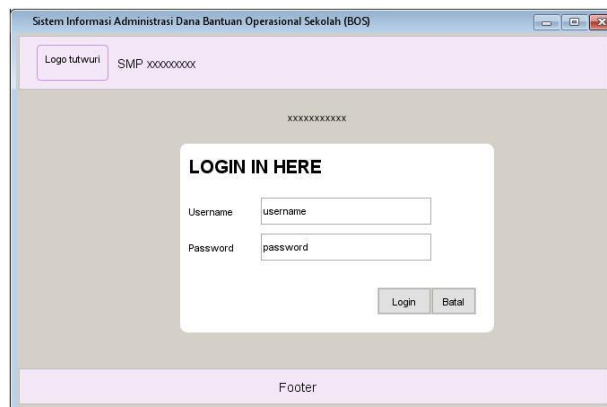 Sistem Informasi Administrasi Dana Bantuan Operasional Sekolah (BOS)
Logo tutwuri
SMP xxxxxxxxx
xxxxxxxxxxx
LOGIN IN HERE
Username username
Password password
Login Batal
Footer